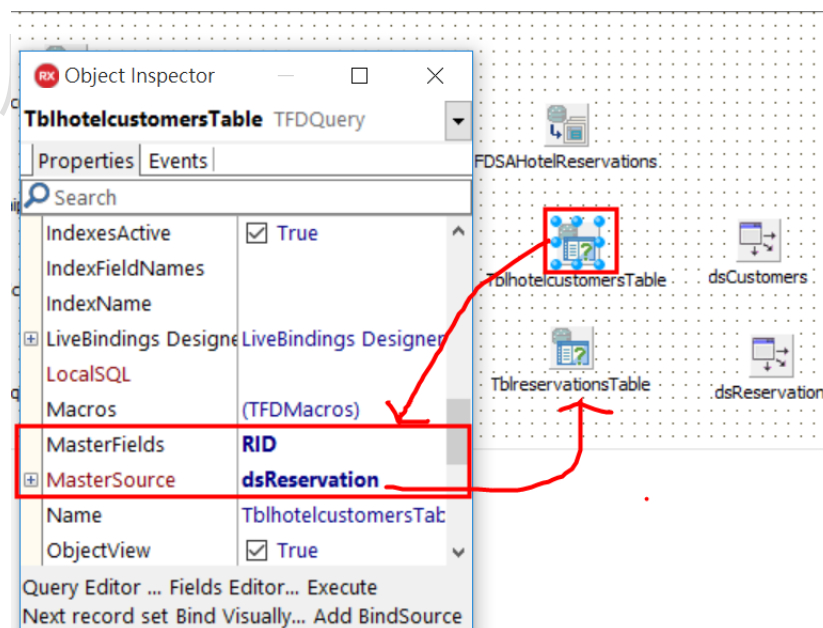 Object Inspector
TblhotelcustomersTable TFDQuery
Properties Events
Search
IndexesActive True
IndexFieldNames
IndexName
LiveBindings Designe LiveBindings Designer
LocalSQL
Macros (TFDMacros)
MasterFields RID
MasterSource dsReservation
Name TblhotelcustomersTab
ObjectView True
Query Editor ... Fields Editor... Execute
Next record set Bind Visually... Add BindSource
FDSAHotelReservations
TblhotelcustomersTable
dsCustomers
TblreservationsTable
dsReservation